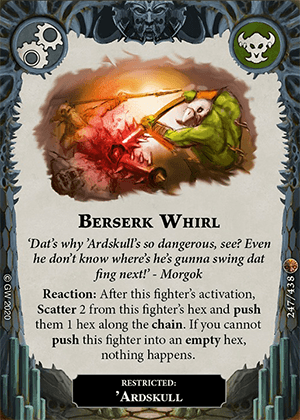 BERSERK WHIRL
'Dat's why 'Ardskull's so dangerous, see? Even
he don't know where's he's gunna swing dat
fing next!' - Morgok
Reaction: After this fighter's activation,
Scatter 2 from this fighter's hex and push
them 1 hex along the chain. If you cannot
push this fighter into an empty hex,
nothing happens.
RESTRICTED:
'ARDSKULL
© GW 2020
247/438